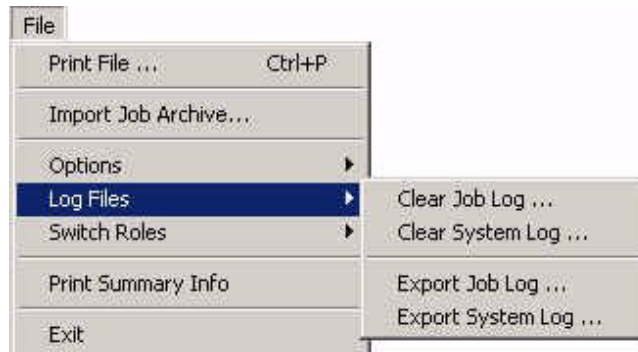 File
Print File ... Ctrl+P
Import Job Archive...
Options
Log Files
Switch Roles
Print Summary Info
Exit
Clear Job Log ...
Clear System Log ...
Export Job Log ...
Export System Log ...